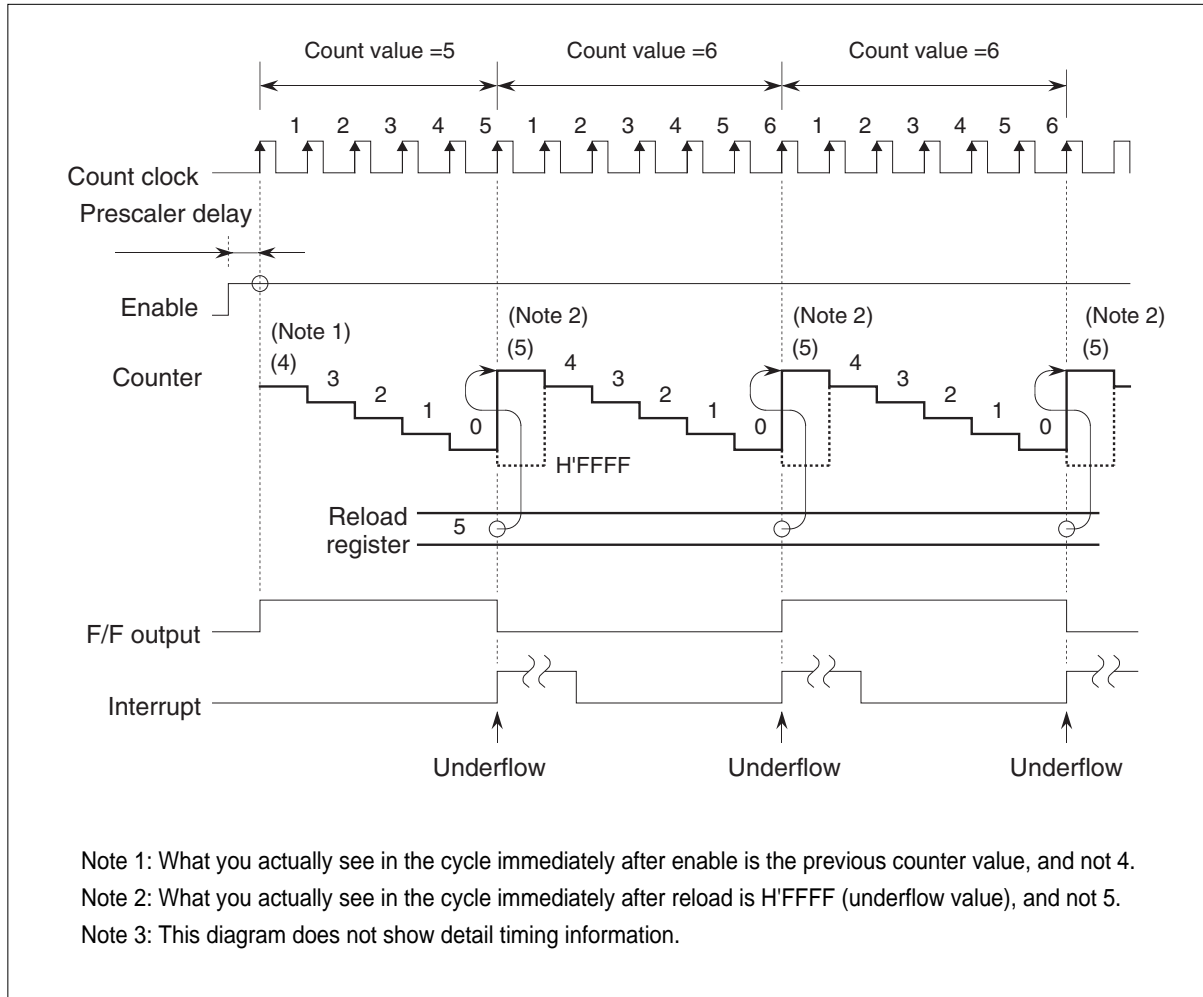 Count value =5 Count value =6 Count value =6
1 2 3 4 5 1 2 3 4 5 6 1 2 3 4 5 6
Count clock
Prescaler delay
Enable
(Note 1) (Note 2) (Note 2) (Note 2)
(4) (5) (5) (5)
Counter 3 2 1 0 4 3 2 1 0 4 3 2 1 0
H'FFFF
Reload
register
5
F/F output
Interrupt
Underflow Underflow Underflow
Note 1: What you actually see in the cycle immediately after enable is the previous counter value, and not 4.
Note 2: What you actually see in the cycle immediately after reload is H'FFFF (underflow value), and not 5.
Note 3: This diagram does not show detail timing information.